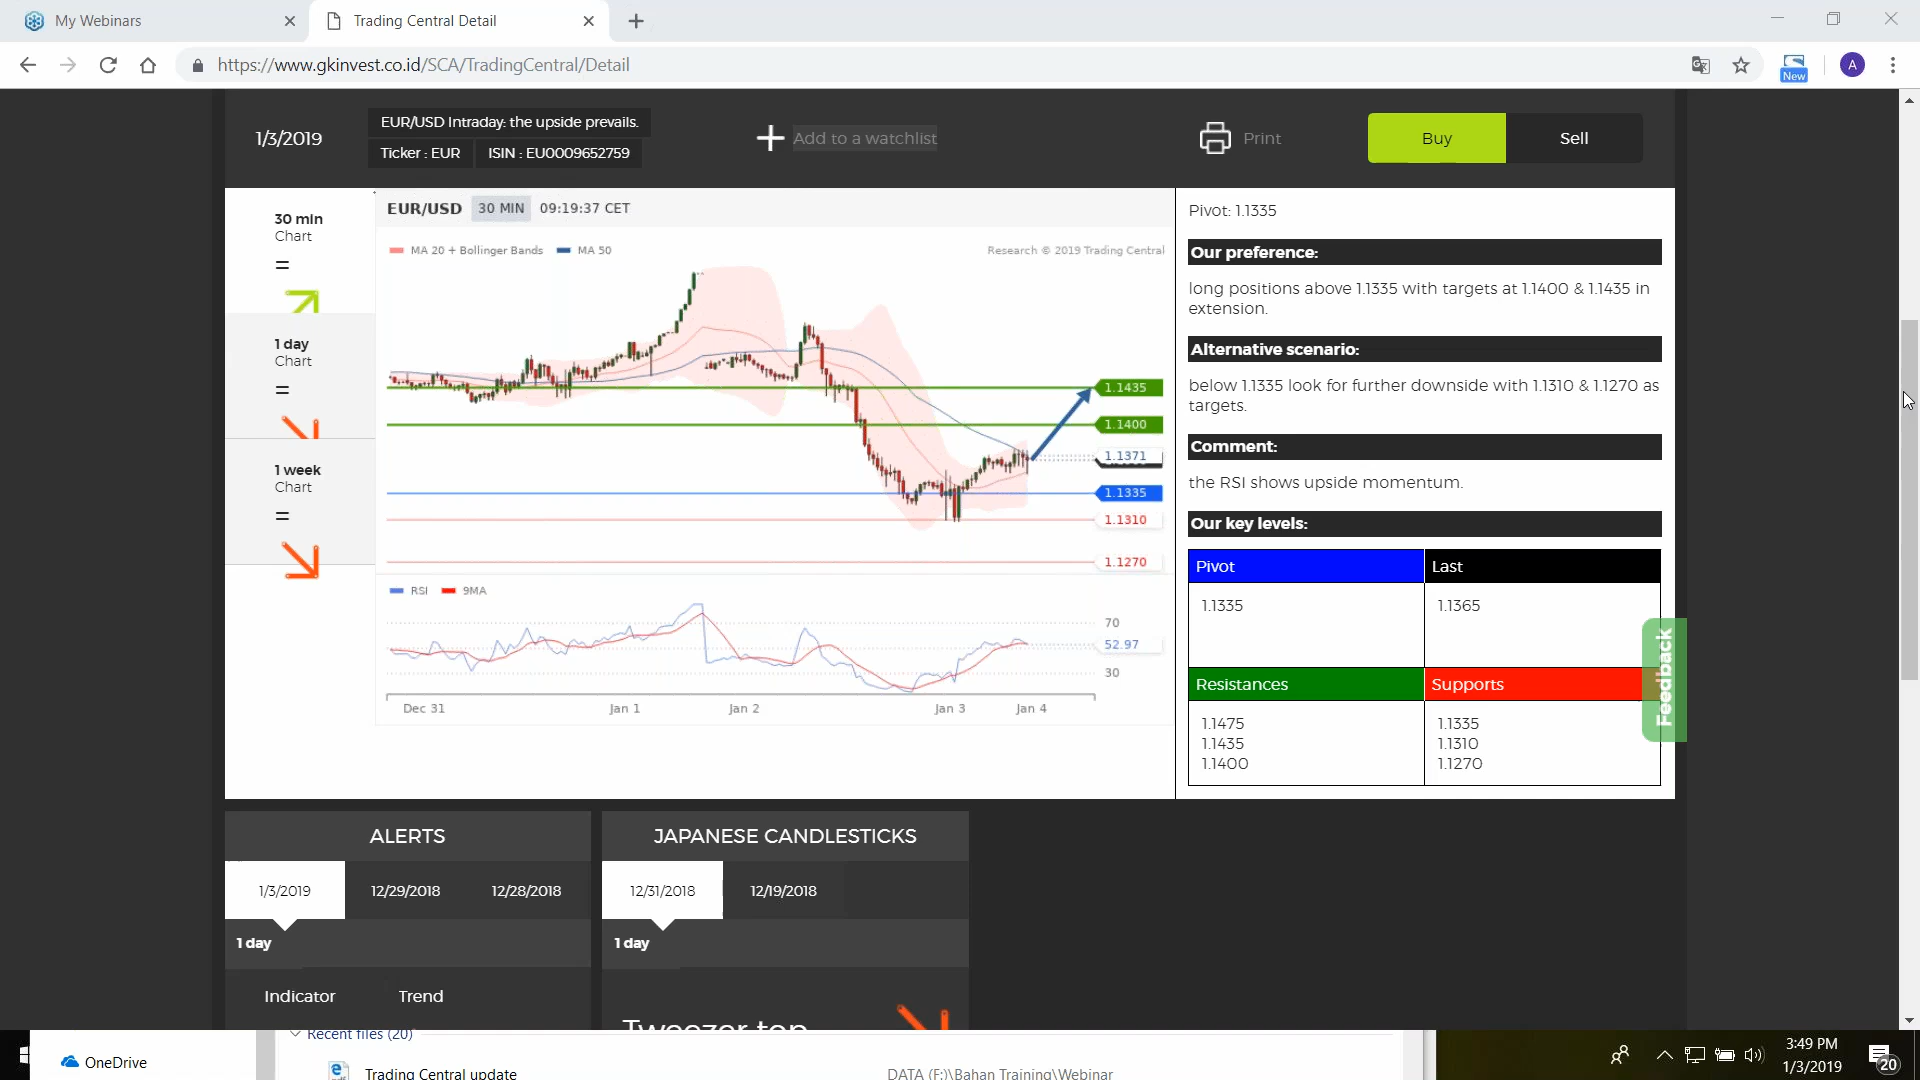 My Webinars
Trading Central Detail
https://www.gkinvest.co.id/SCA/TradingCentral/Detail
New
A
1/3/2019
EUR/USD Intraday: the upside prevails.
Ticker : EUR
ISIN : EU0009652759
Add to a watchlist
Print
Buy
Sell
30 min
Chart
=
1 day
Chart
=
1 week
Chart
=
EUR/USD 30 MIN 09:19:37 CET
MA 20 + Bollinger Bands
MA 50
Research © 2019 Trading Central
1.1435
1.1400
1.1371
1.1335
1.1310
1.1270
RSI
9MA
70
52.97
30
Dec 31
Jan 1
Jan 2
Jan 3
Jan 4
Pivot: 1.1335
Our preference:
long positions above 1.1335 with targets at 1.1400 & 1.1435 in
extension.
Alternative scenario:
below 1.1335 look for further downside with 1.1310 & 1.1270 as
targets.
Comment:
the RSI shows upside momentum.
Our key levels:
Pivot
Last
1.1335
1.1365
Resistances
Supports
1.1475
1.1435
1.1400
1.1335
1.1310
1.1270
Feedback
ALERTS
1/3/2019
12/29/2018
12/28/2018
1 day
Indicator
Trend
JAPANESE CANDLESTICKS
12/31/2018
12/19/2018
1 day
Tweezer top
Recent files (20)
OneDrive
Trading Central update
DATA (F:)\Bahan Training\Webinar
3:49 PM
1/3/2019
20